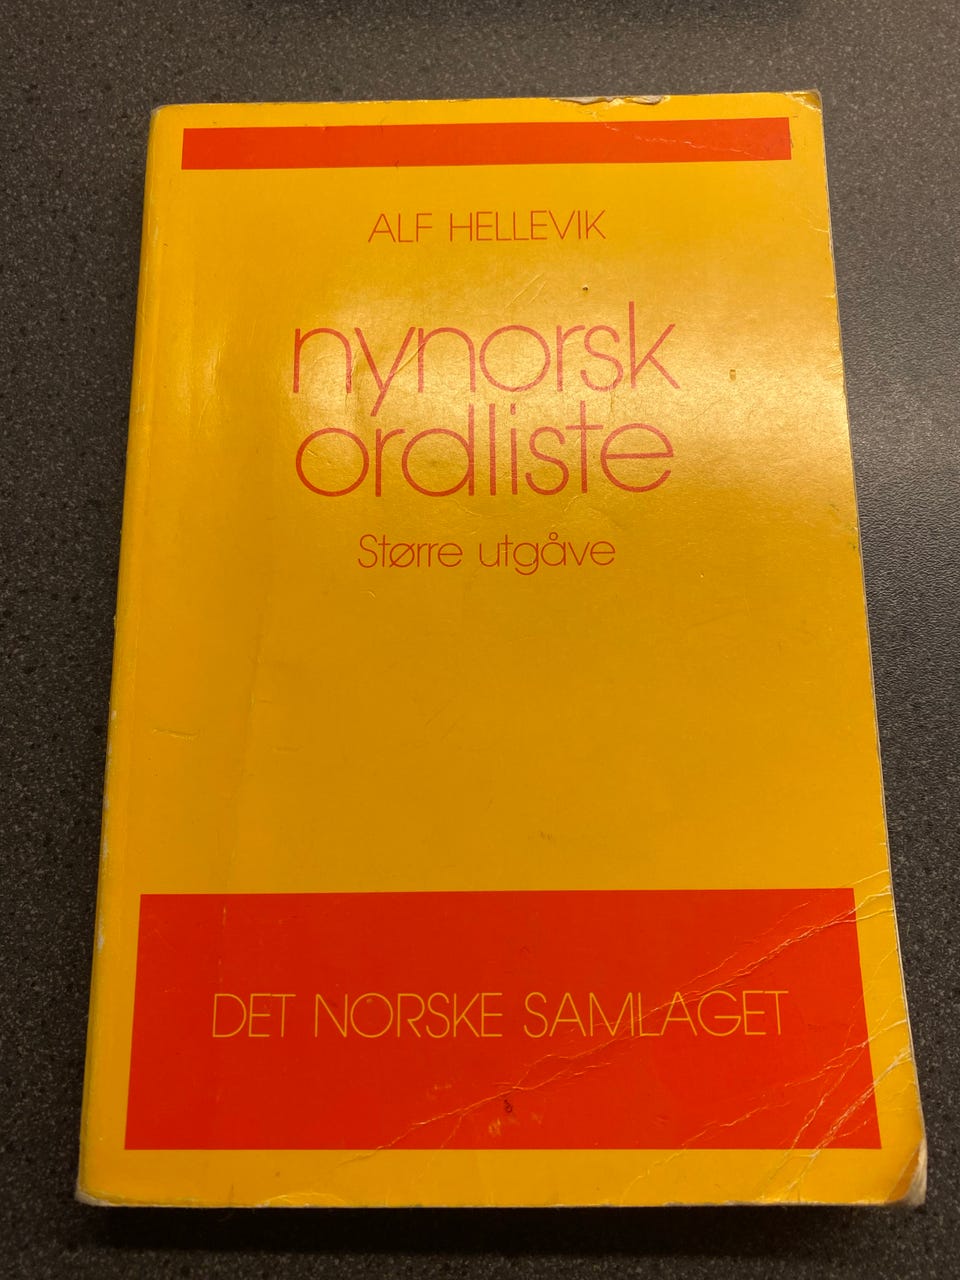 ALF HELLEVIK
nynorsk
ordliste
Større utgåve
DET NORSKE SAMLAGET